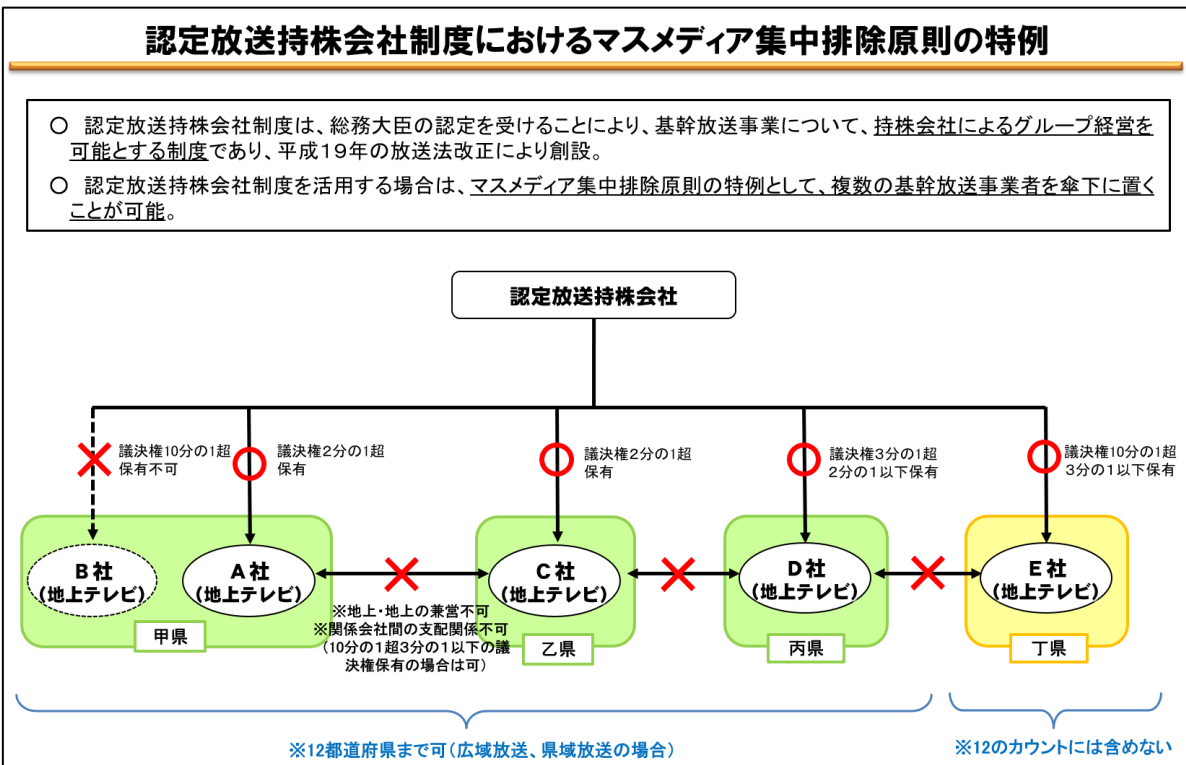 認定放送持株会社制度におけるマスメディア集中排除原則の特例
○ 認定放送持株会社制度は、総務大臣の認定を受けることにより、基幹放送事業について、持株会社によるグループ経営を
可能とする制度であり、平成19年の放送法改正により創設。
○ 認定放送持株会社制度を活用する場合は、マスメディア集中排除原則の特例として、複数の基幹放送事業者を傘下に置く
ことが可能。
認定放送持株会社
議決権10分の1超
保有不可
議決権2分の1超
保有
議決権2分の1超
保有
議決権3分の1超
2分の1以下保有
議決権10分の1超
3分の1以下保有
B社
(地上テレビ)
A社
(地上テレビ)
C社
(地上テレビ)
D社
(地上テレビ)
E社
(地上テレビ)
※地上・地上の兼営不可
※関係会社間の支配関係不可
(10分の1超3分の1以下の議
決権保有の場合は可)
甲県
乙県
丙県
丁県
※12都道府県まで可(広域放送、県域放送の場合)
※12のカウントには含めない